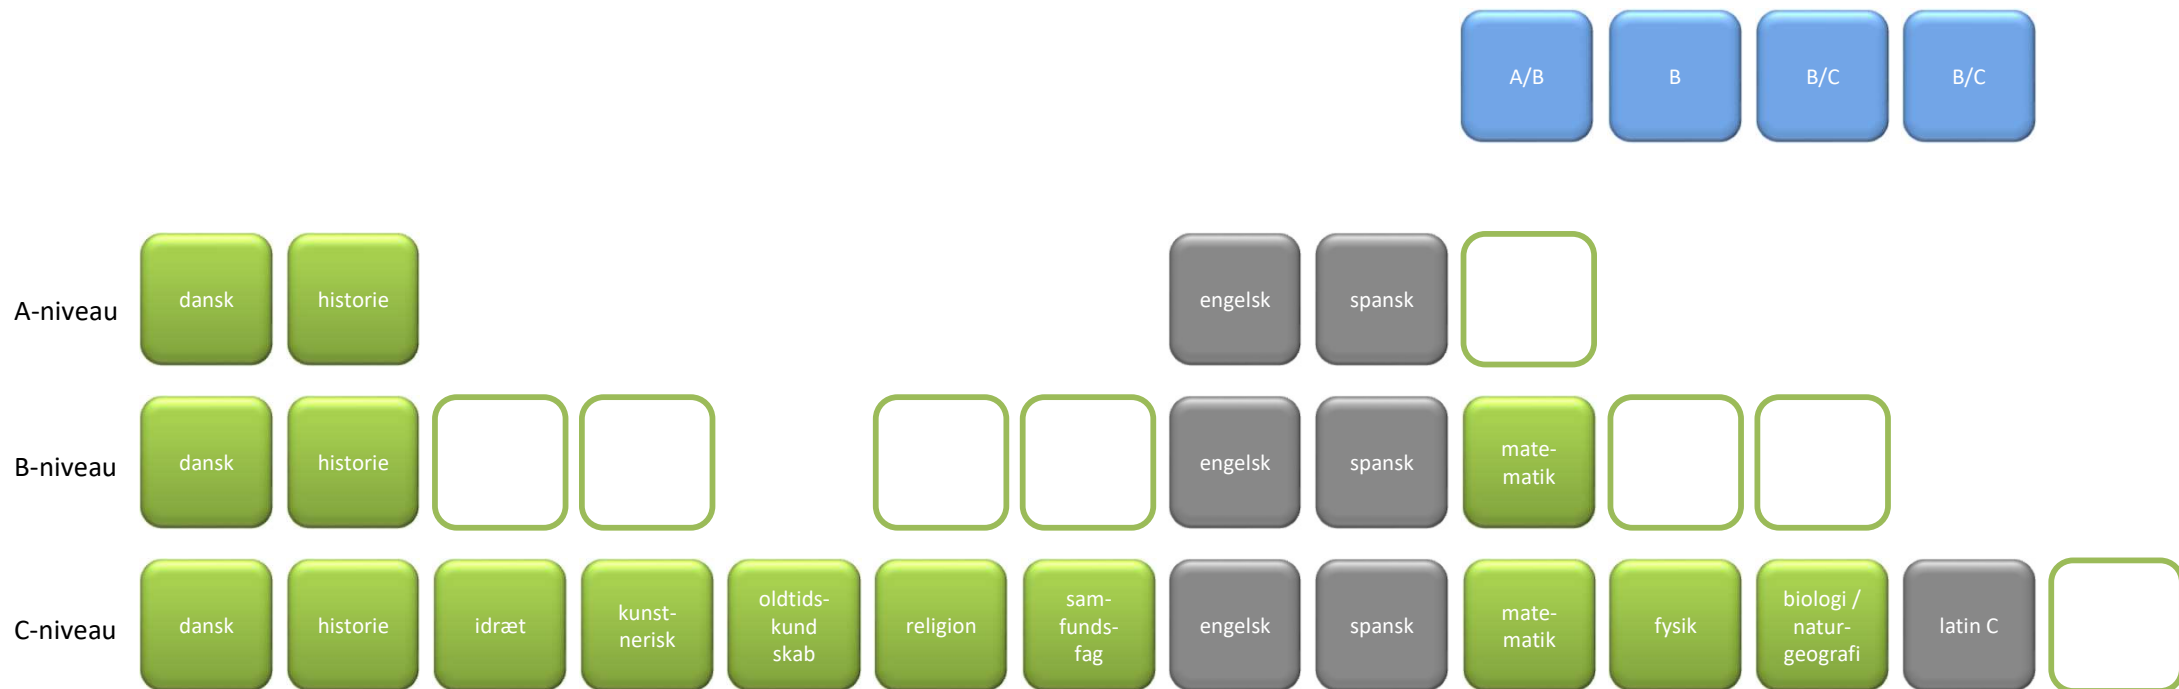 A/B B B/C B/C
A-niveau dansk historie engelsk spansk
B-niveau dansk historie engelsk spansk mate-
matik
C-niveau dansk historie idræt kunst-
nerisk oldtids-
kund
skab religion sam-
funds-
fag engelsk spansk mate-
matik fysik biologi /
natur-
geografi latin C